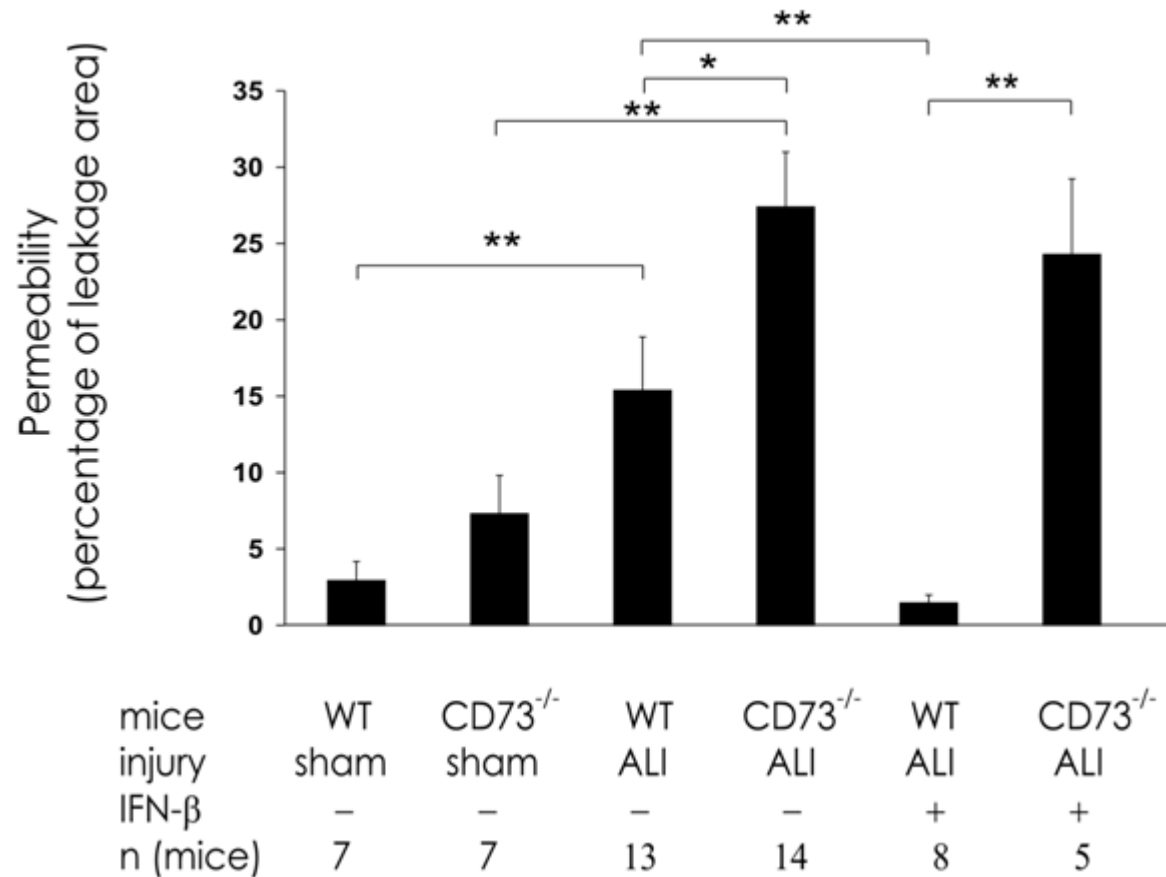 **
*
**
**
**
Permeability
(percentage of leakage area)
35
30
25
20
15
10
5
0
mice WT CD73-/- WT CD73-/- WT CD73-/-
injury sham sham ALI ALI ALI ALI
IFN-β – – – – + +
n (mice) 7 7 13 14 8 5